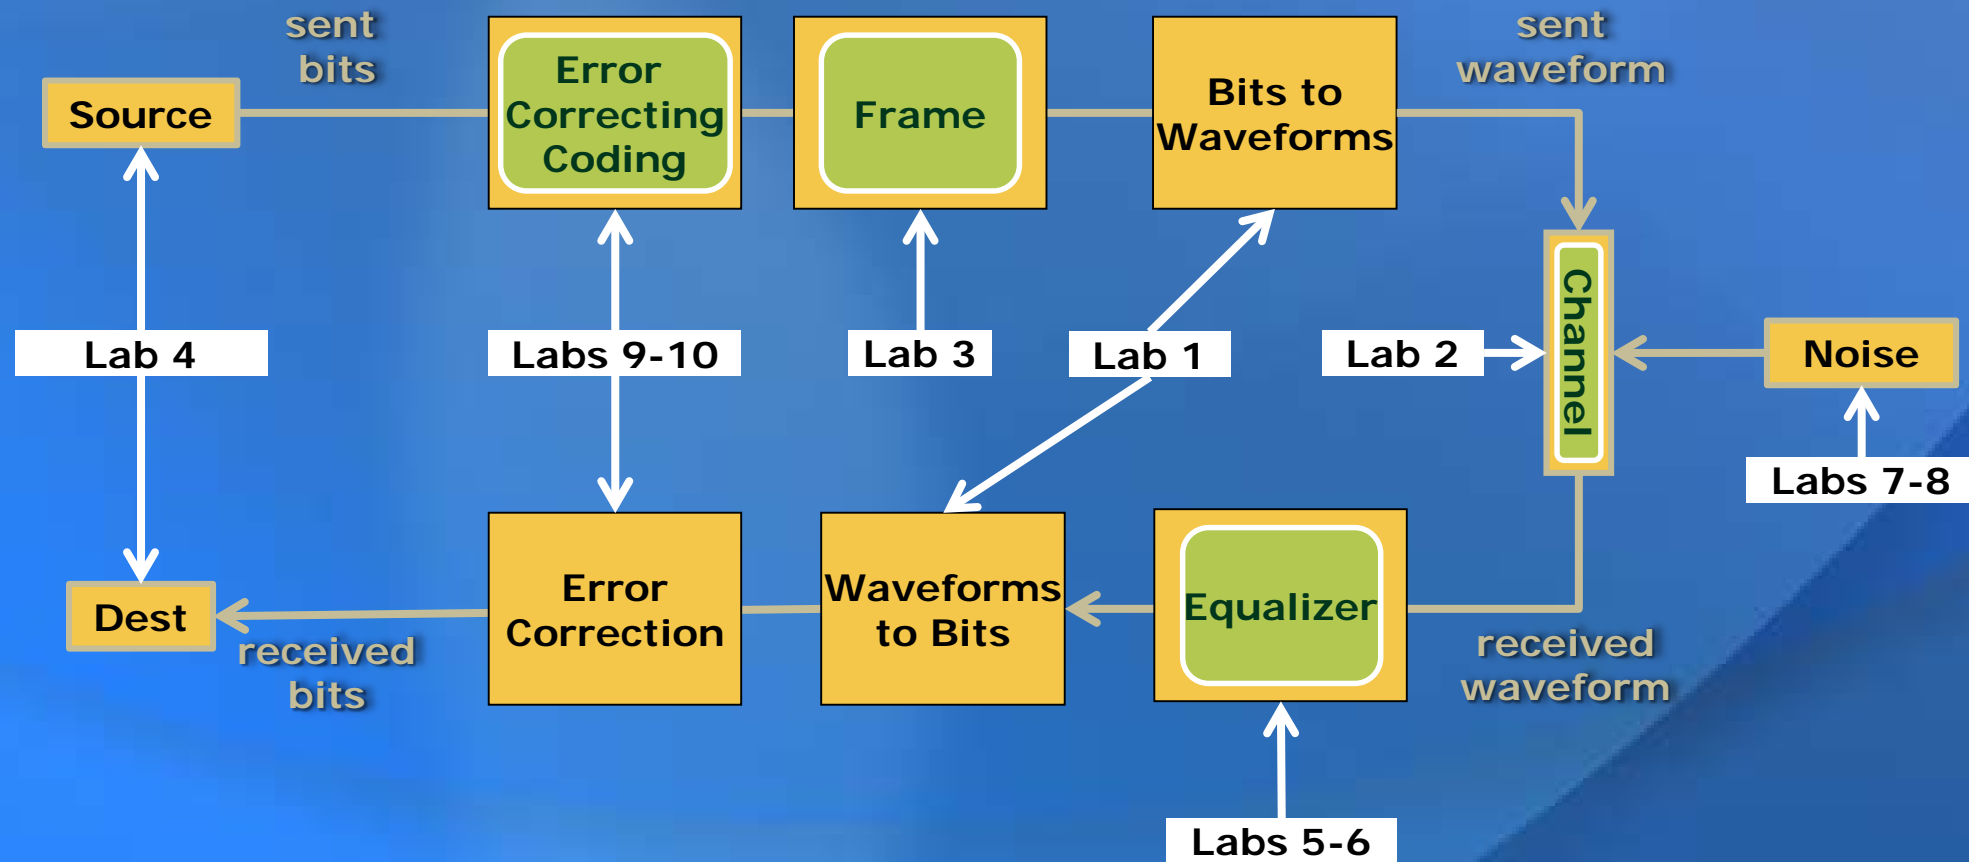 sent
bits
sent
waveform
Source
Error
Correcting
Coding
Frame
Bits to
Waveforms
Channel
Lab 4
Labs 9-10
Lab 3
Lab 1
Lab 2
Noise
Labs 7-8
Dest
received
bits
Error
Correction
Waveforms
to Bits
Equalizer
received
waveform
Labs 5-6